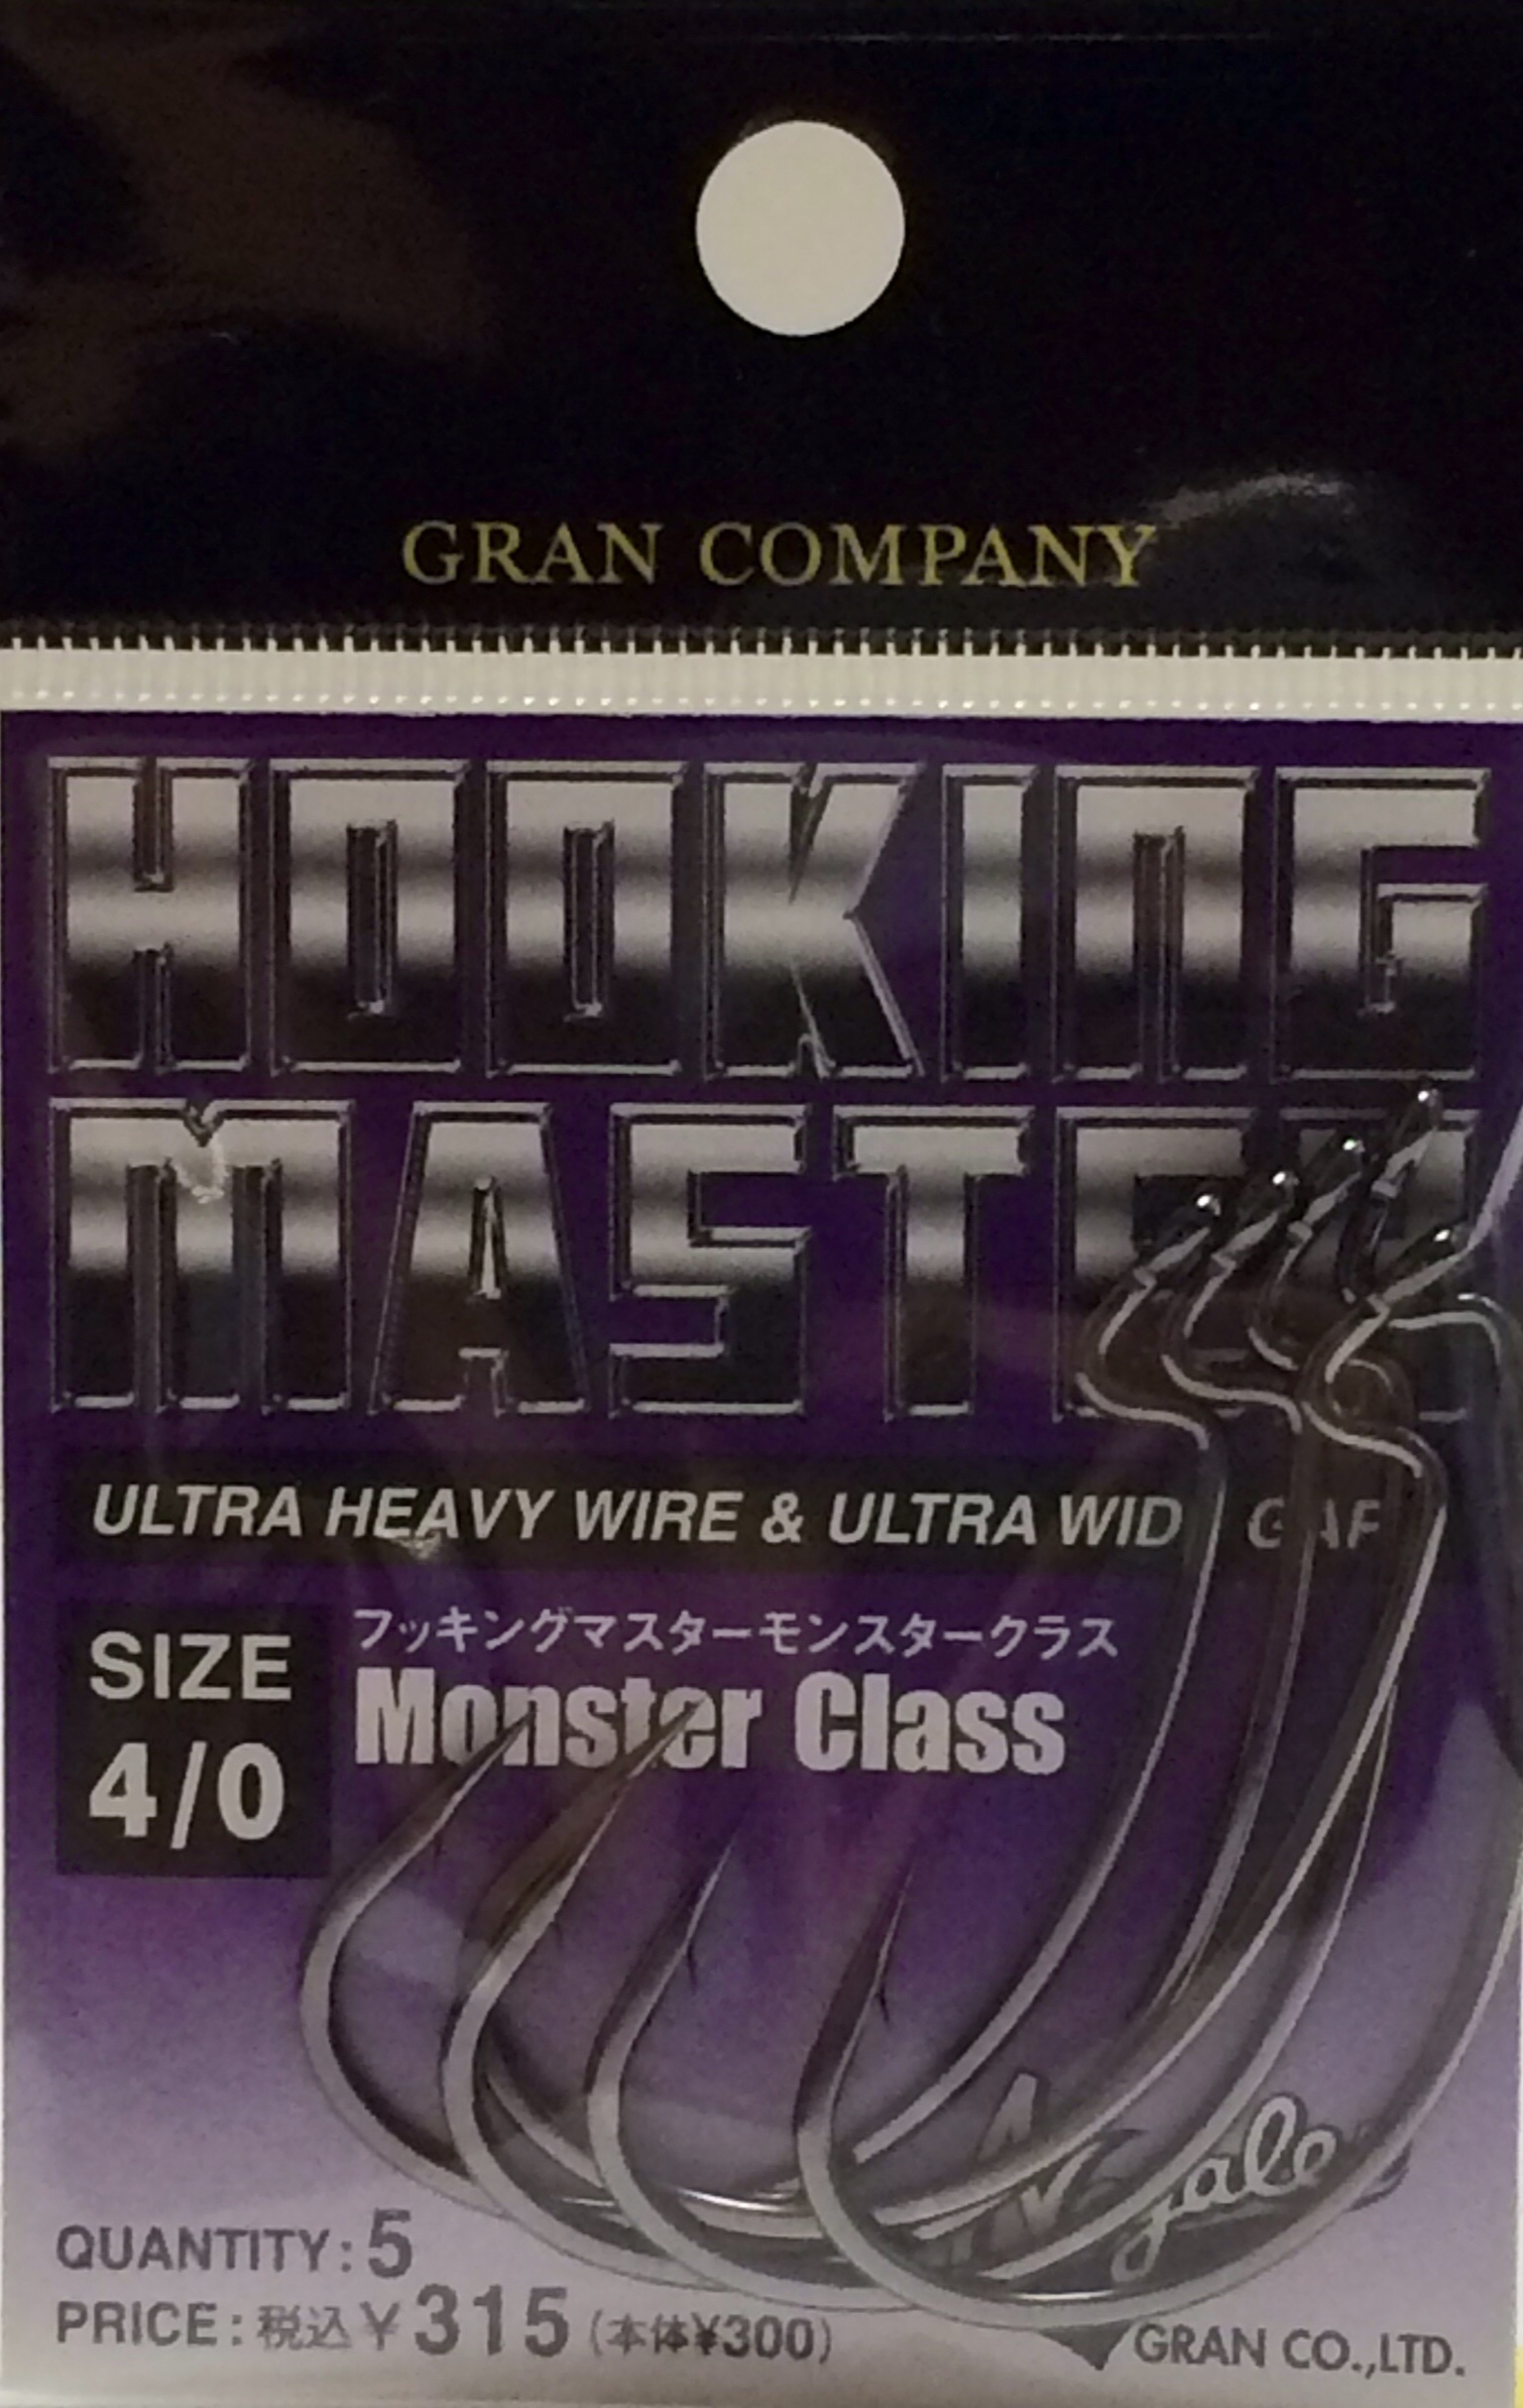 GRAN COMPANY
HOOKING
MASTER
ULTRA HEAVY WIRE & ULTRA WID GAP
SIZE
4/0
フッキングマスターモンスタークラス
Monster Class
QUANTITY:5
PRICE:税込¥315(本体¥300)
GRAN CO.,LTD.